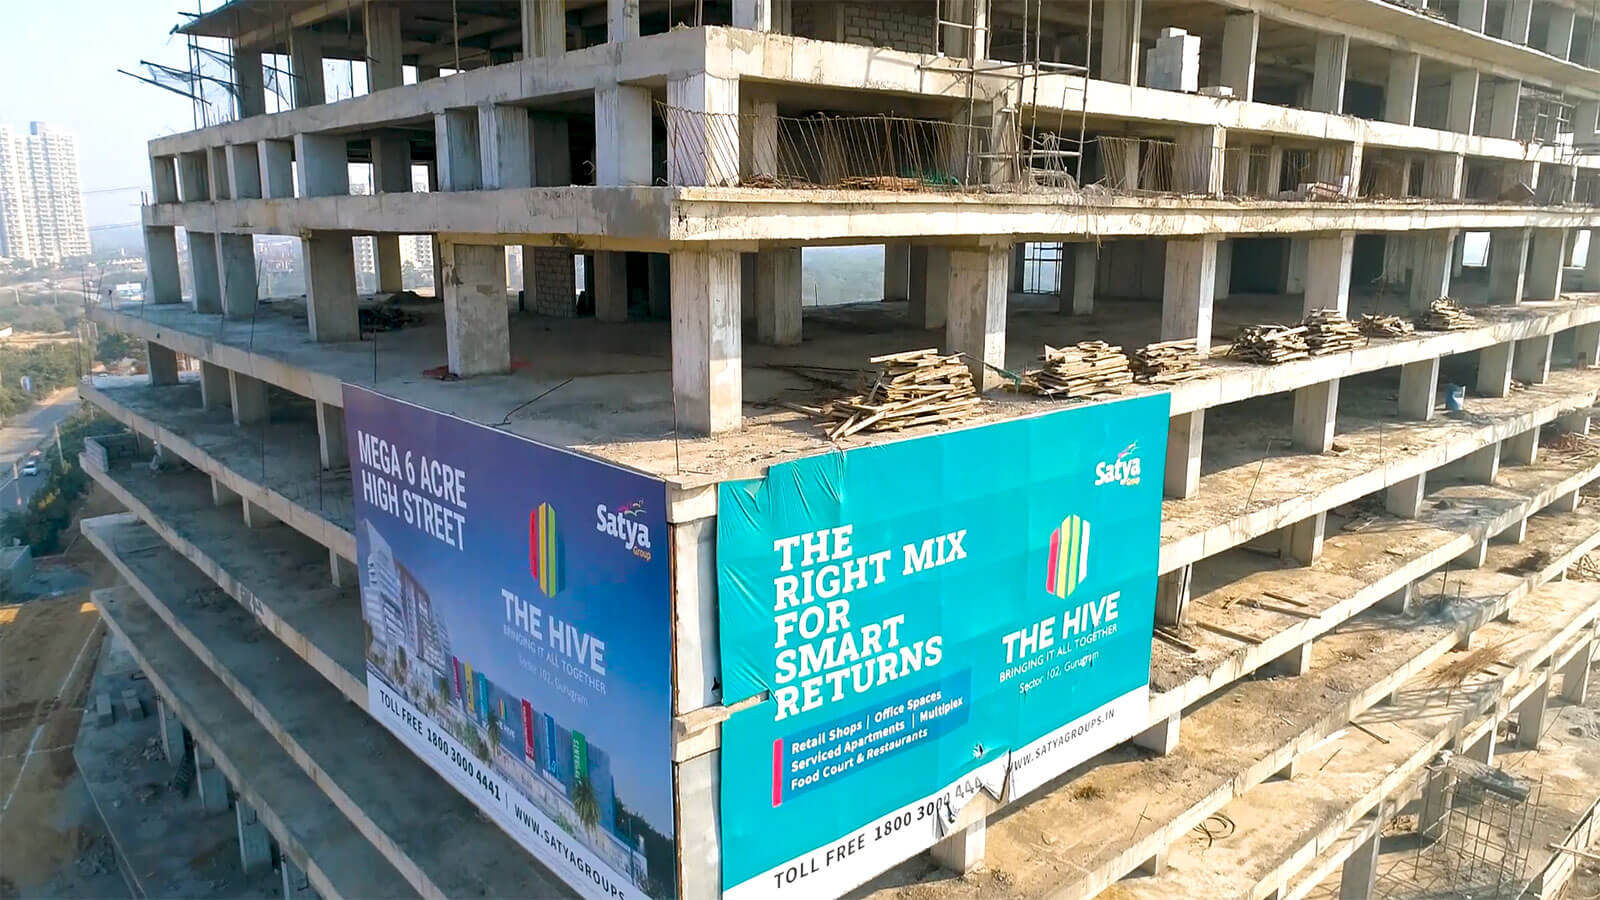 MEGA 6 ACRE
HIGH STREET
Satya
Group
THE HIVE
BRINGING IT ALL TOGETHER
Sector 102, Gurugram
THE HIVE
TOLL FREE 1800 3000 4441 | WWW.SATYAGROUPS
Satya
Group
THE
RIGHT MIX
FOR
SMART
RETURNS
THE HIVE
BRINGING IT ALL TOGETHER
Sector 102, Gurugram
Retail Shops | Office Spaces
Serviced Apartments | Multiplex
Food Court & Restaurants
TOLL FREE 1800 3000 444 WWW.SATYAGROUPS.IN